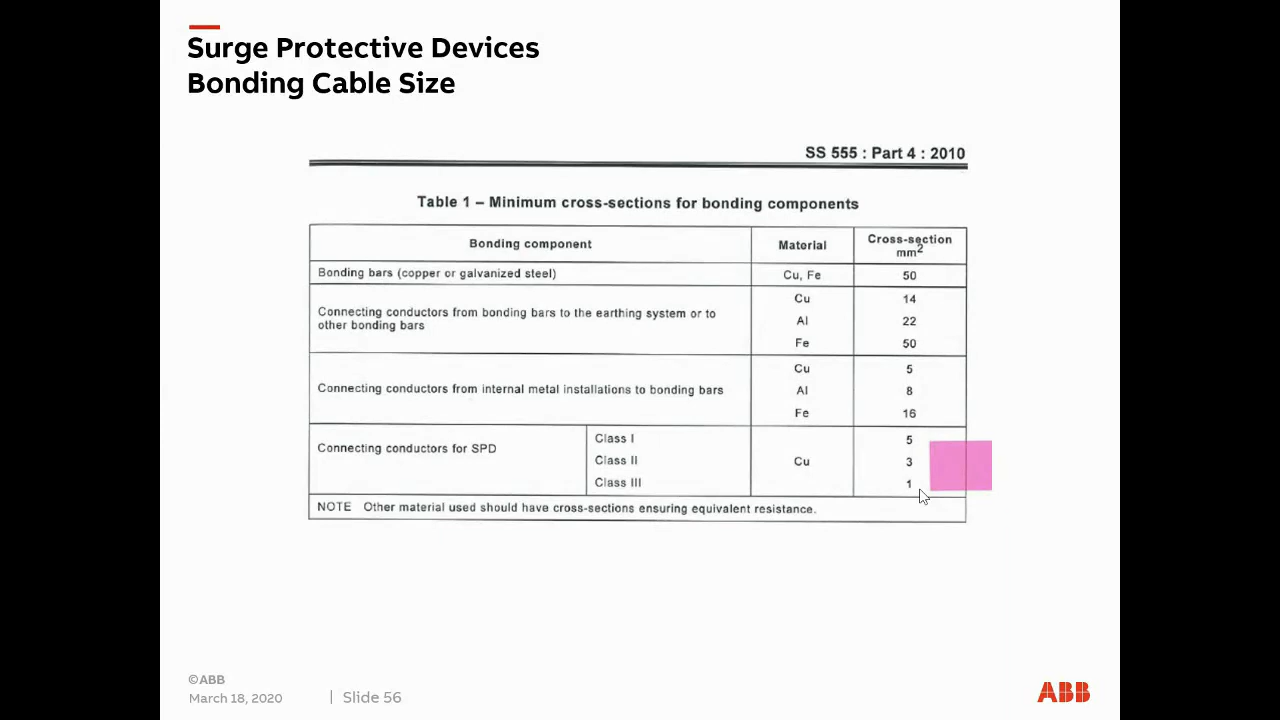 Surge Protective Devices
Bonding Cable Size
SS 555 : Part 4 : 2010
Table 1 – Minimum cross-sections for bonding components
Bonding component Material Cross-section
mm2
Bonding bars (copper or galvanized steel) Cu, Fe 50
Connecting conductors from bonding bars to the earthing system or to
other bonding bars
Cu 14
Al 22
Fe 50
Connecting conductors from internal metal installations to bonding bars
Cu 5
Al 8
Fe 16
Connecting conductors for SPD
Class I 5
Class II Cu 3
Class III 1
NOTE Other material used should have cross-sections ensuring equivalent resistance.
©ABB
March 18, 2020 | Slide 56
ABB